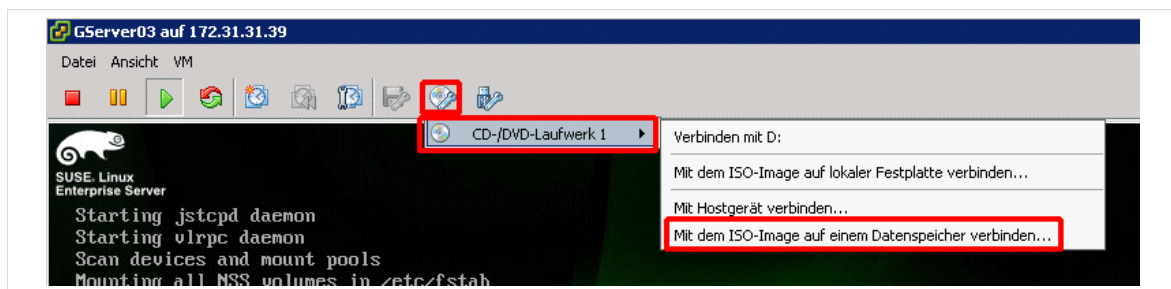 GServer03 auf 172.31.31.39
Datei Ansicht VM
CD-/DVD-Laufwerk 1
Verbinden mit D:
Mit dem ISO-Image auf lokaler Festplatte verbinden...
Mit Hostgerät verbinden...
Mit dem ISO-Image auf einem Datenspeicher verbinden...
SUSE. Linux
Enterprise Server
Starting jstcpd daemon
Starting vlrpc daemon
Scan devices and mount pools
Mounting all NSS volumes in /etc/fstab